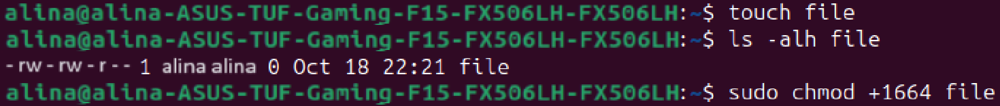 alina@alina-ASUS-TUF-Gaming-F15-FX506LH-FX506LH:~$ touch file
alina@alina-ASUS-TUF-Gaming-F15-FX506LH-FX506LH:~$ ls -alh file
-rw-rw-r-- 1 alina alina 0 Oct 18 22:21 file
alina@alina-ASUS-TUF-Gaming-F15-FX506LH-FX506LH:~$ sudo chmod +1664 file